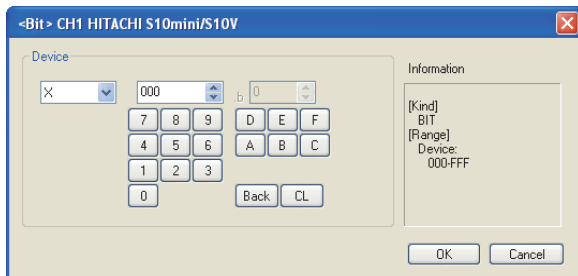 <Bit> CH1 HITACHI S10mini/S10V
Device
X 000 .b 0
7 8 9 D E F
4 5 6 A B C
1 2 3
0 Back CL
Information
[Kind]
BIT
[Range]
Device:
000-FFF
OK Cancel